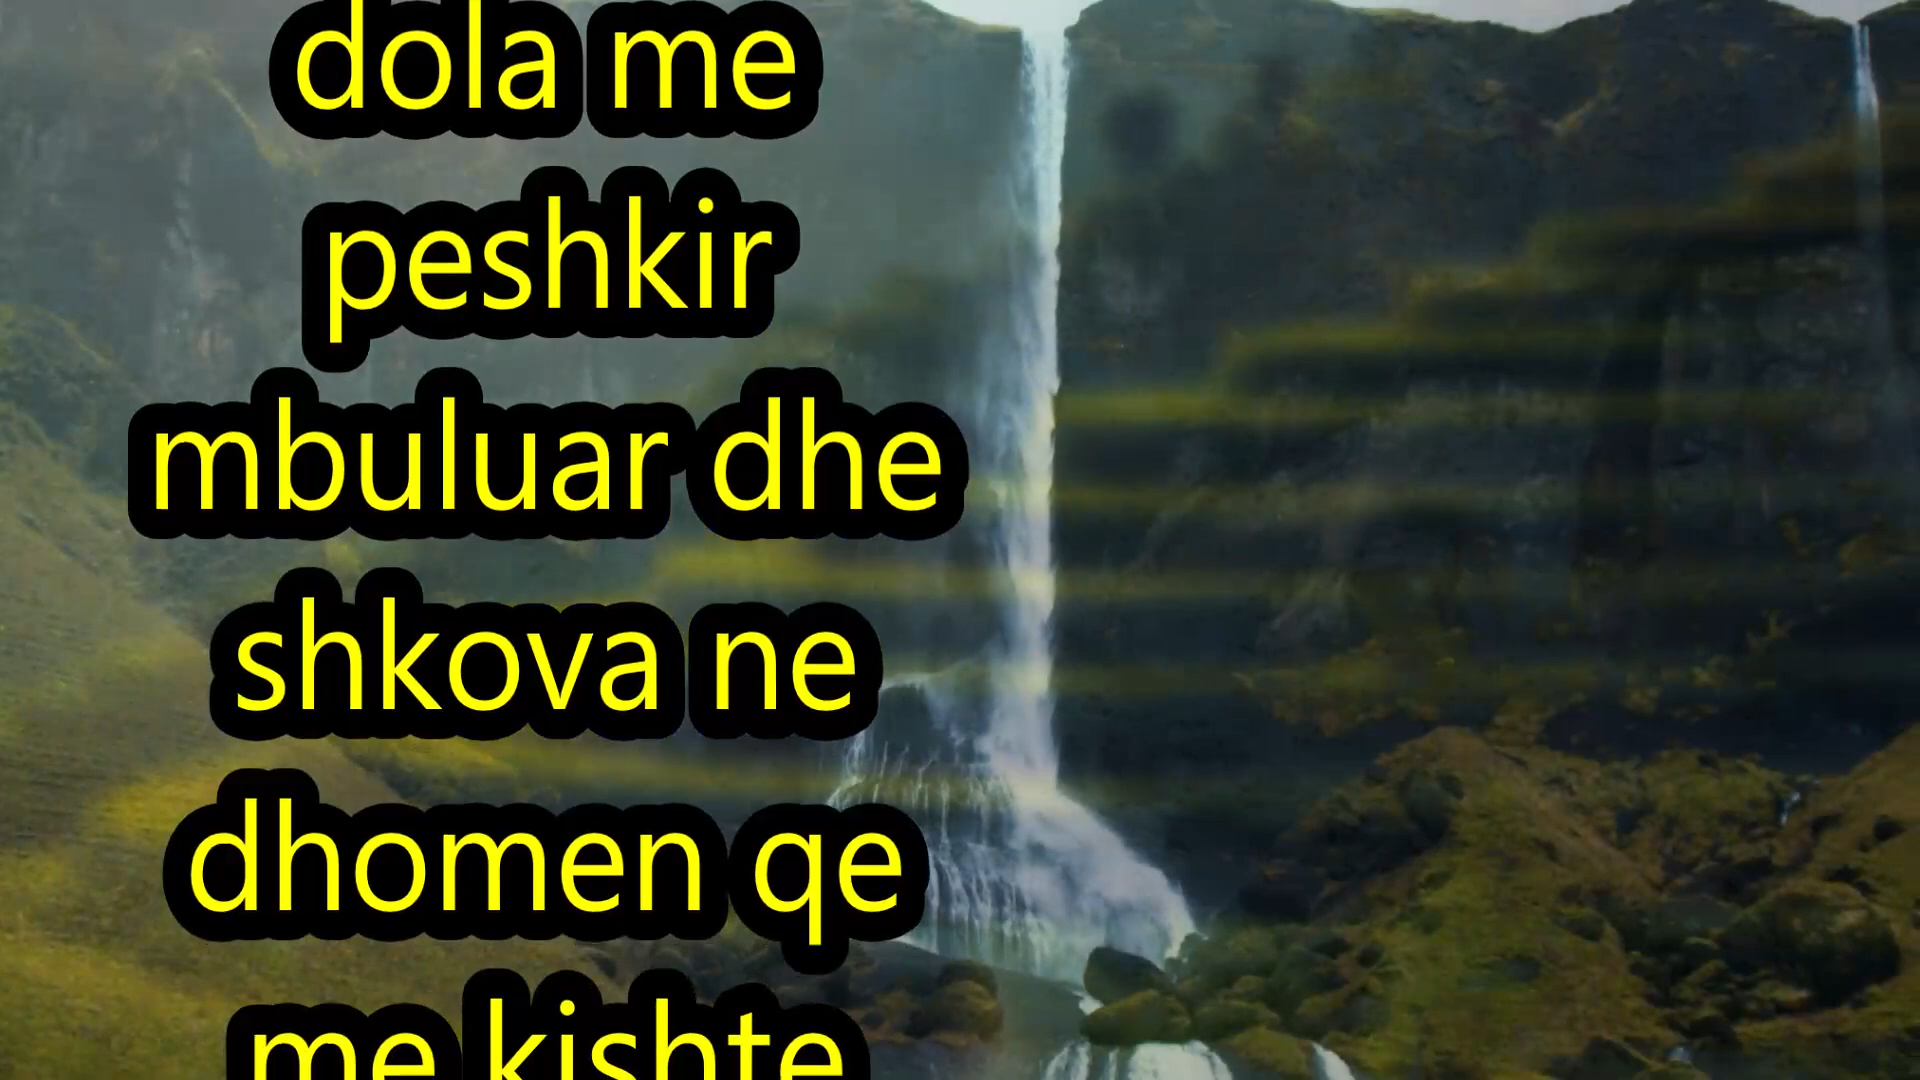 dola me
peshkir
mbuluar dhe
shkova ne
dhomen qe
me kishte